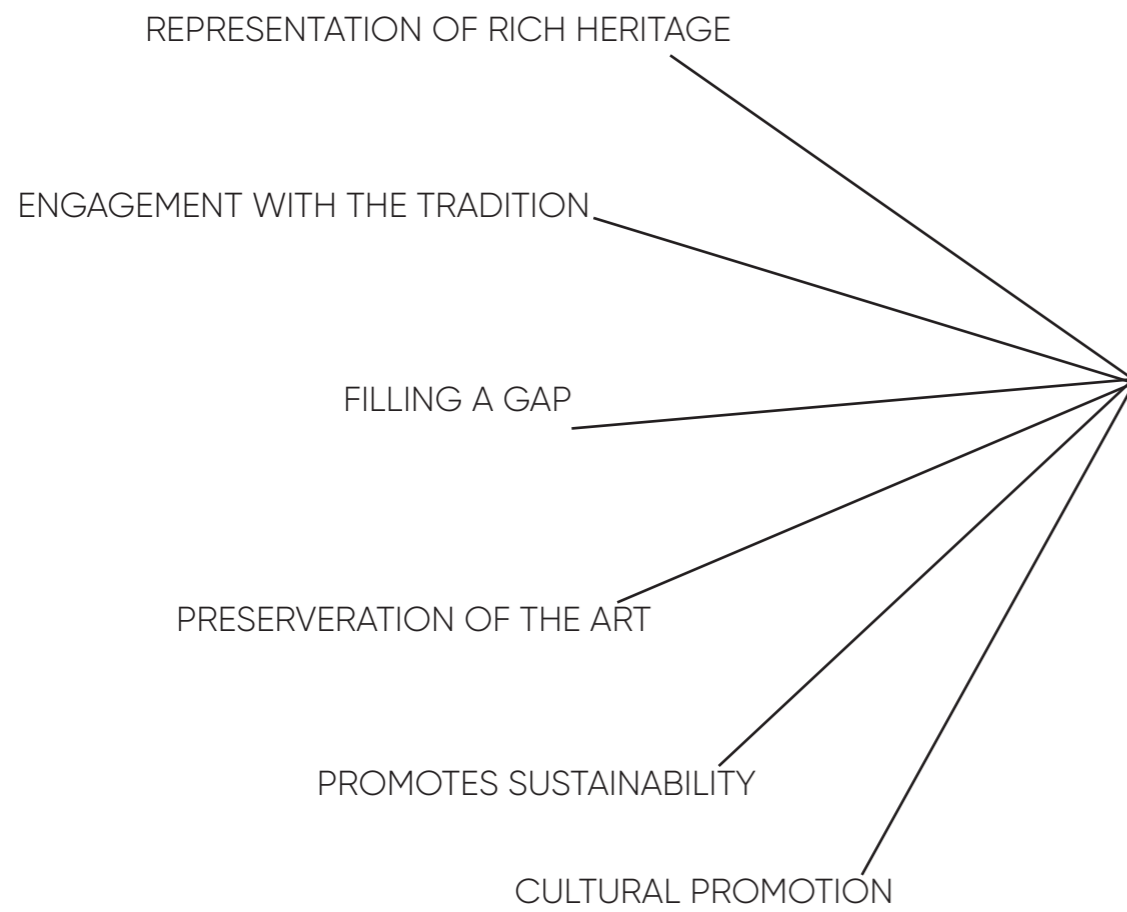 REPRESENTATION OF RICH HERITAGE
ENGAGEMENT WITH THE TRADITION
FILLING A GAP
PRESERVERATION OF THE ART
PROMOTES SUSTAINABILITY
CULTURAL PROMOTION